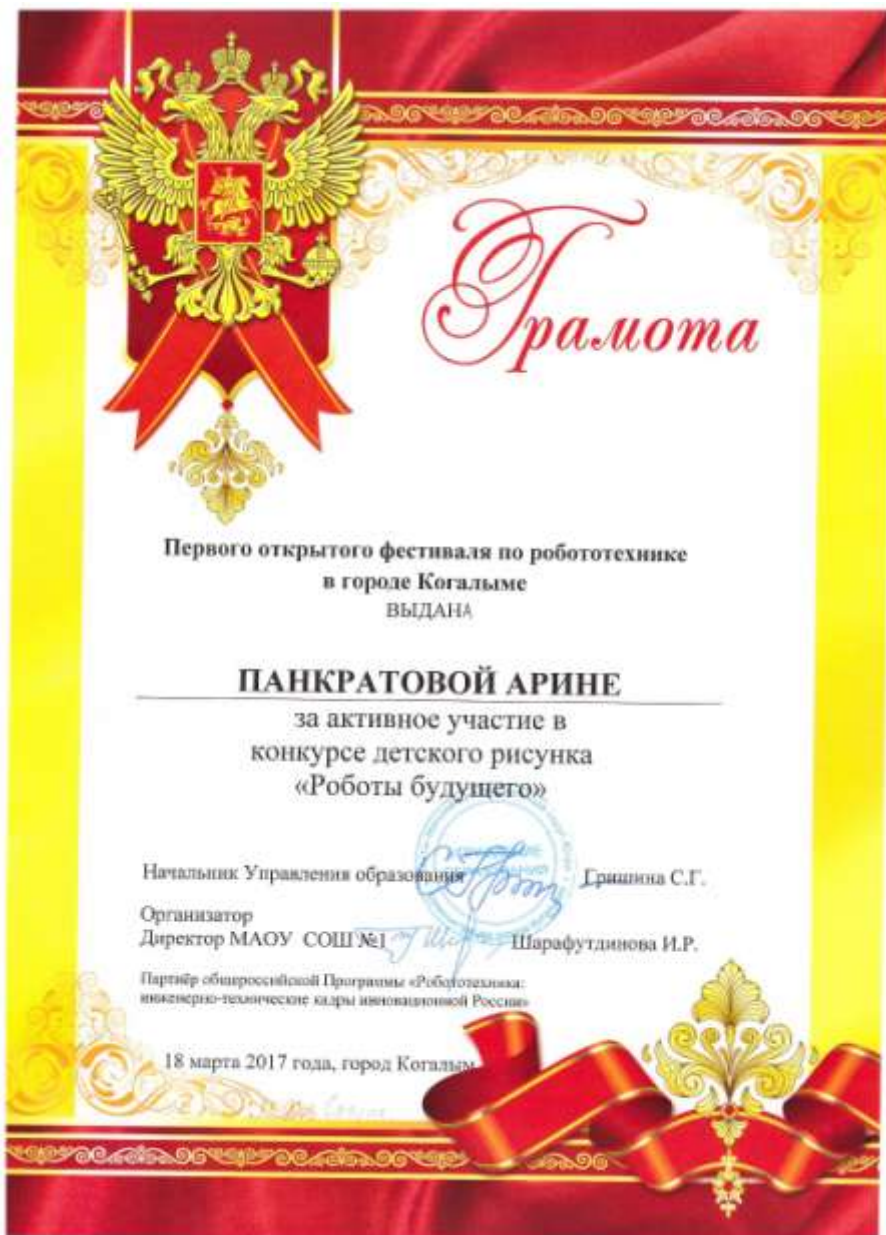 Грамота
Первого открытого фестиваля по робототехнике
в городе Когалыме
ВЫДАНА
ПАНКРАТОВОЙ АРИНЕ
за активное участие в
конкурсе детского рисунка
«Роботы будущего»
Начальник Управления образования Гришина С.Г.
Организатор
Директор МАОУ СОШ №1 Шарафутдинова И.Р.
Партнёр общероссийской Программы «Робототехника:
инженерно-технические кадры инновационной России»
18 марта 2017 года, город Когалым